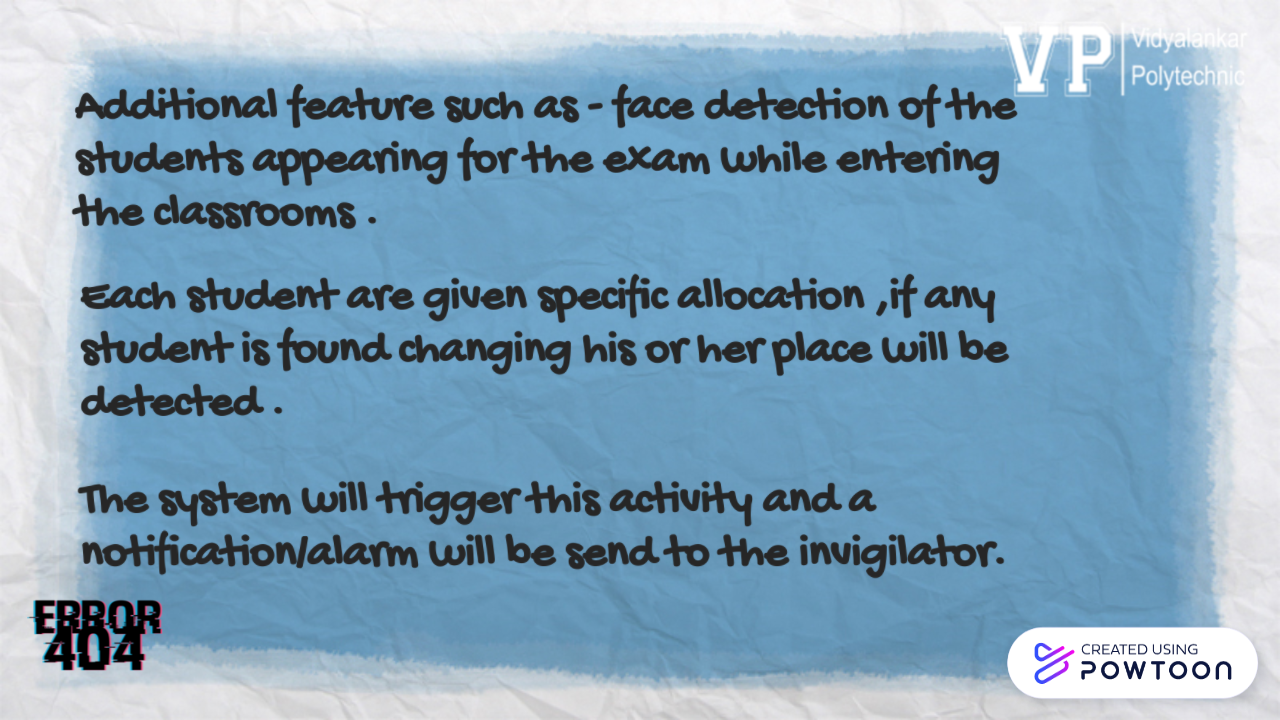 VP Vidyalankar
Polytechnic
Additional feature such as - face detection of the
students appearing for the exam while entering
the classrooms .
Each student are given specific allocation ,if any
student is found changing his or her place will be
detected .
The system will trigger this activity and a
notification/alarm will be send to the invigilator.
ERROR
404
CREATED USING
POWTOON